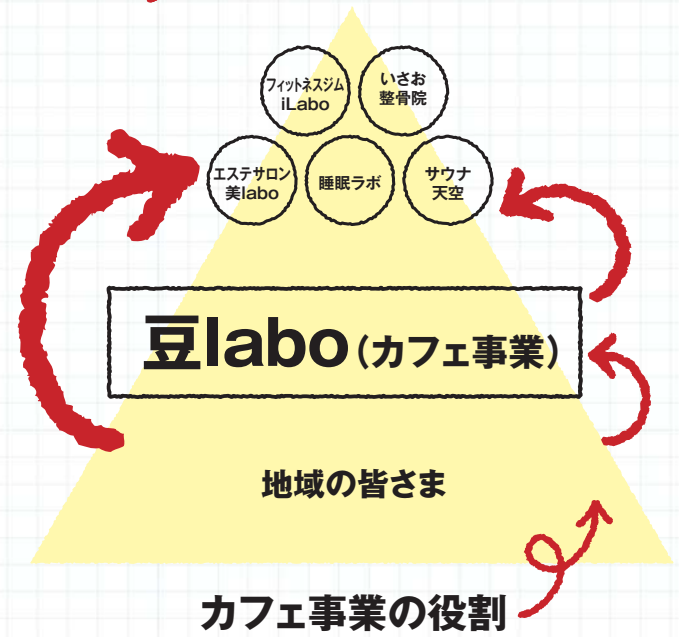 フィットネスジム
iLabo
いさお
整骨院
エステサロン
美labo
睡眠ラボ
サウナ
天空
豆labo(カフェ事業)
地域の皆さま
カフェ事業の役割